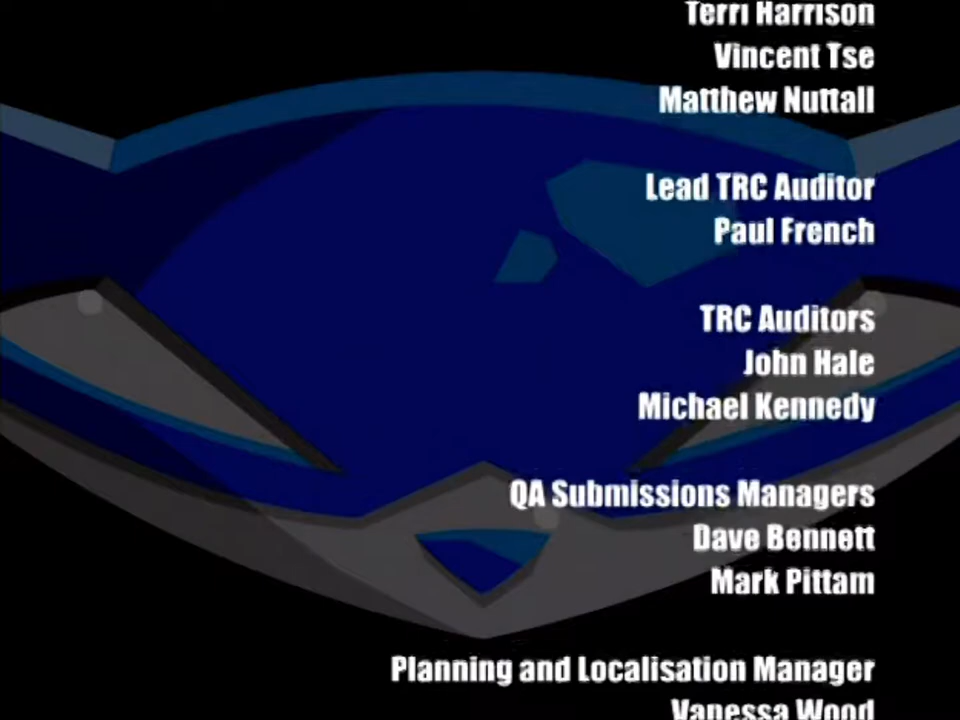 Terri Harrison
Vincent Tse
Matthew Nuttall
Lead TRC Auditor
Paul French
TRC Auditors
John Hale
Michael Kennedy
QA Submissions Managers
Dave Bennett
Mark Pittam
Planning and Localisation Manager
Vanessa Wood